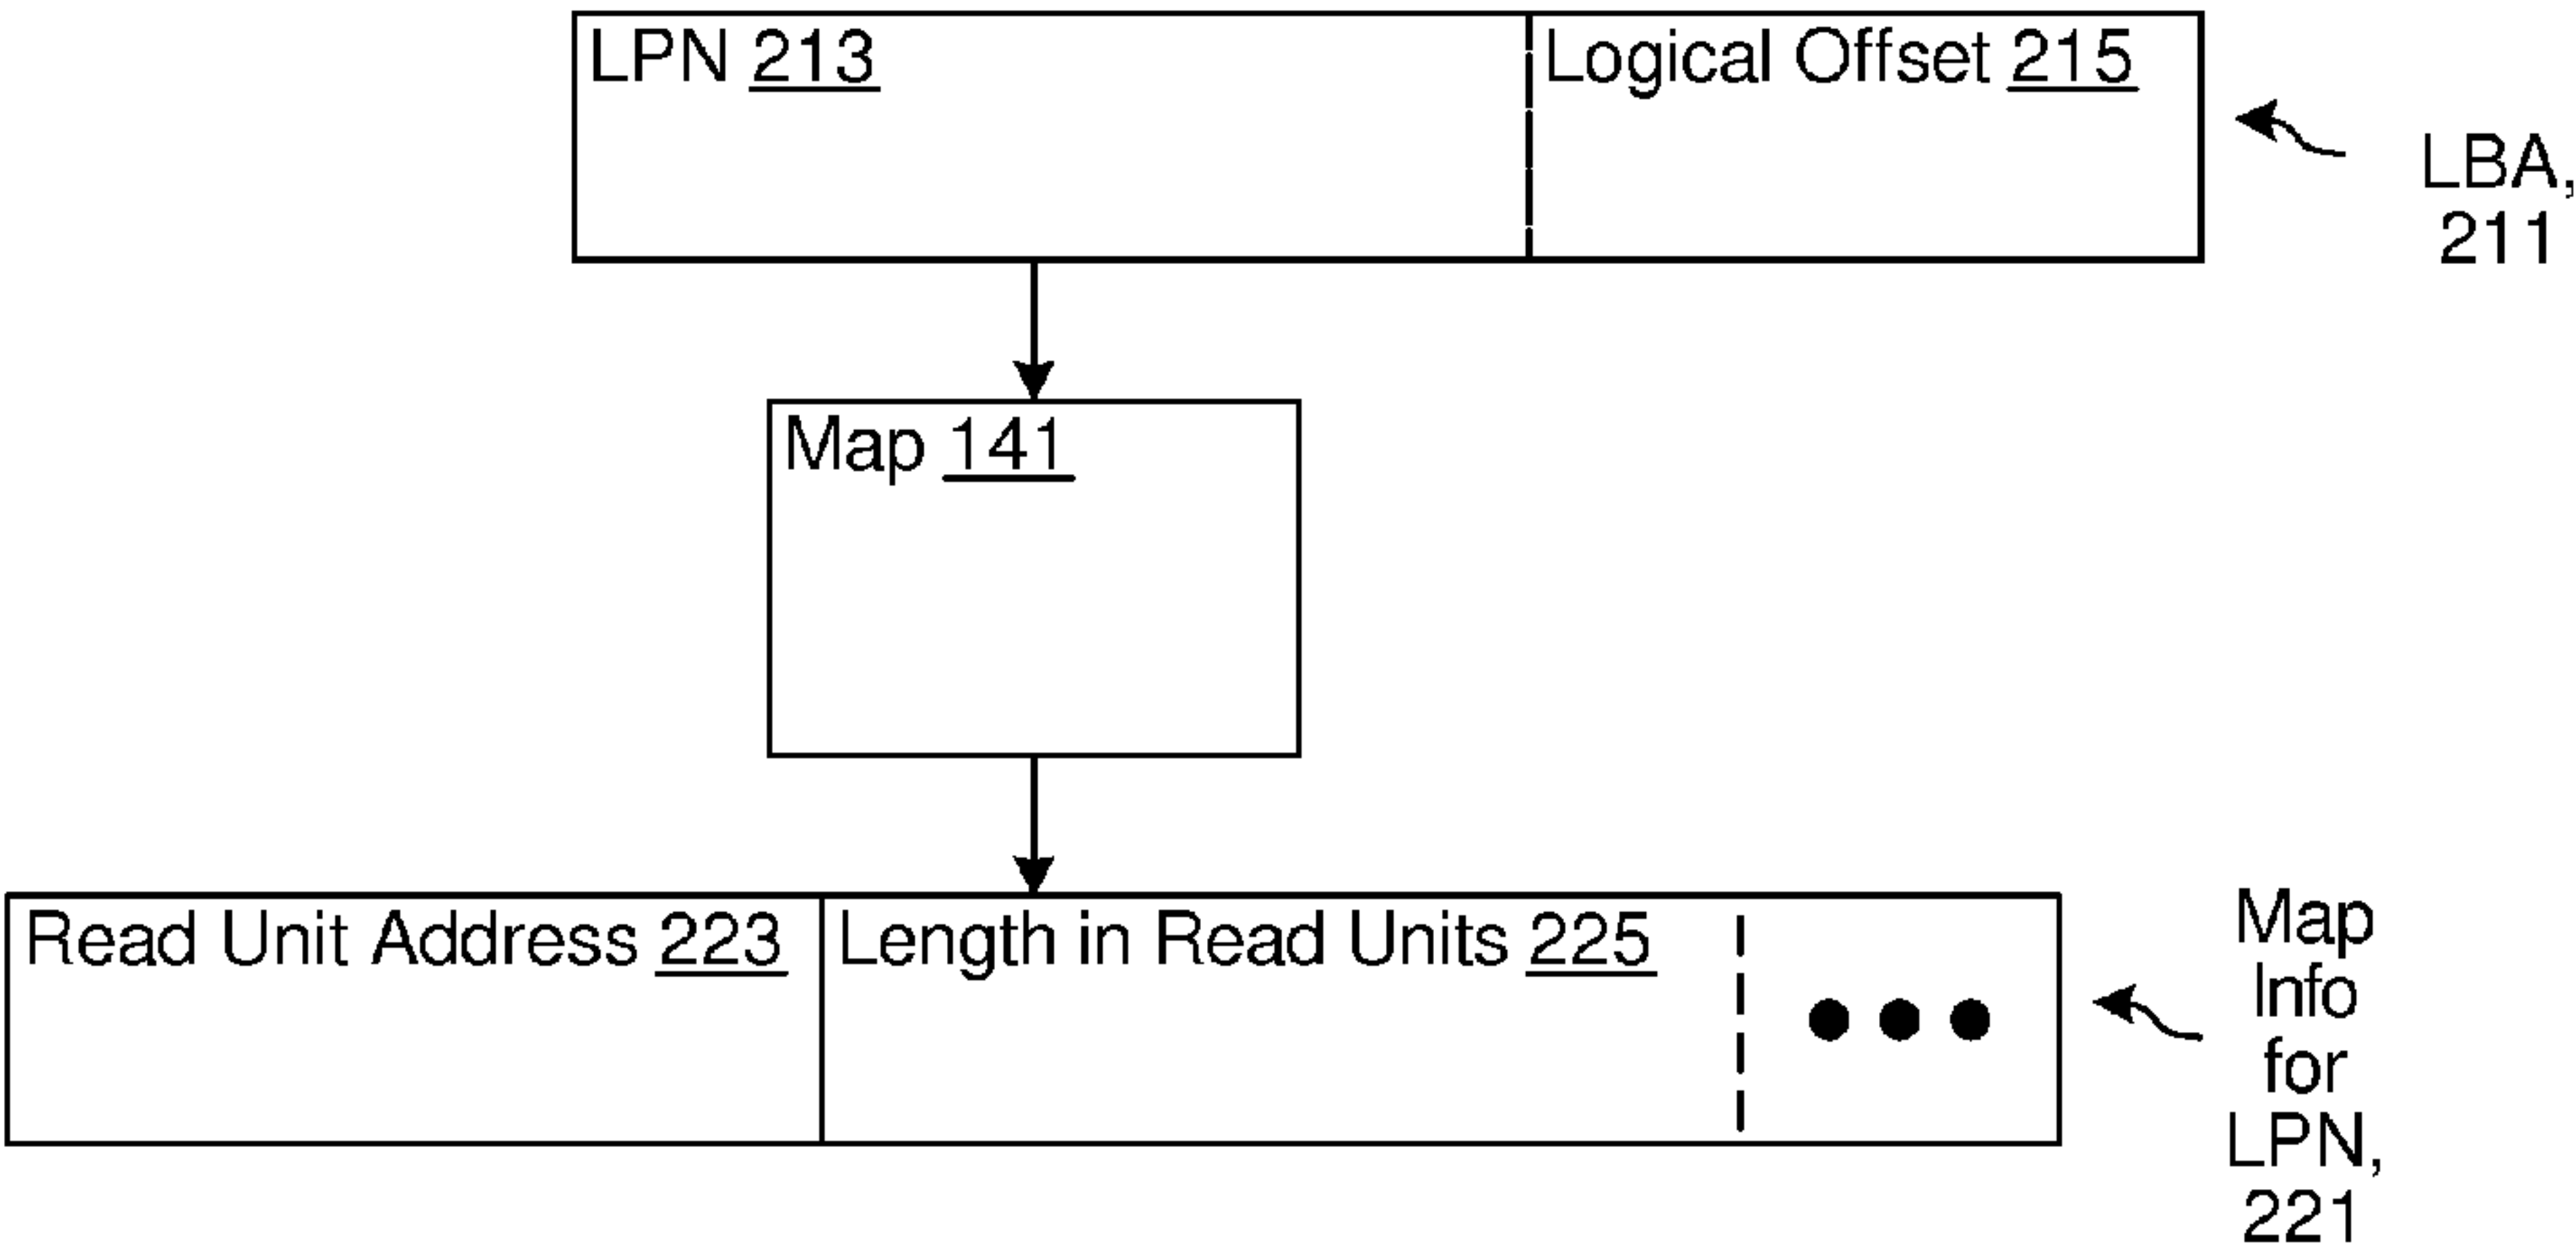 LPN 213
Logical Offset 215
LBA,
211
Map 141
Read Unit Address 223
Length in Read Units 225
Map
Info
for
LPN,
221